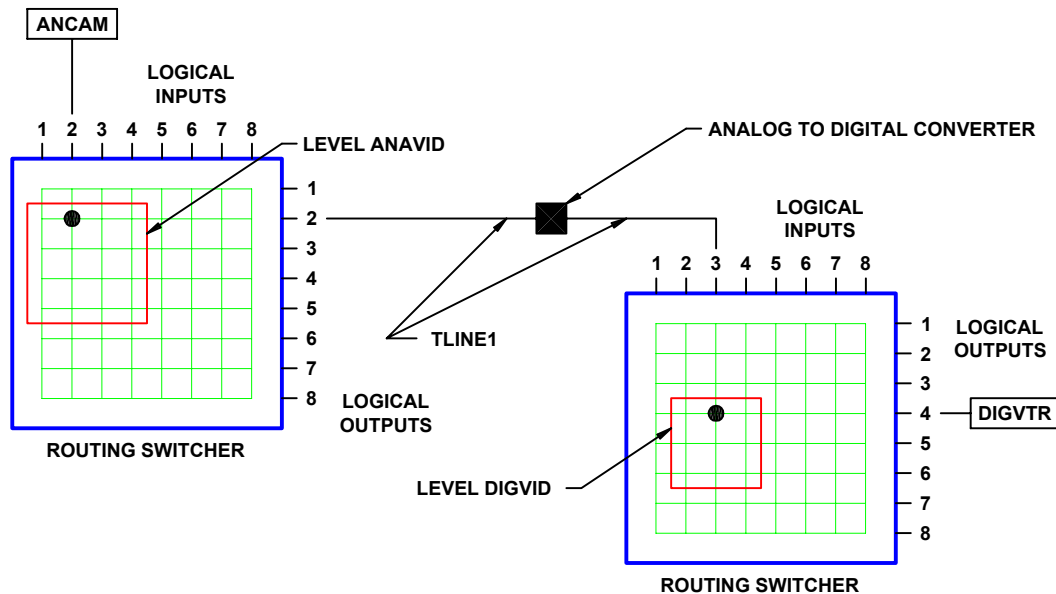 ANCAM
LOGICAL
INPUTS
1 2 3 4 5 6 7 8
LEVEL ANAVID
1
2
3
4
5
6
7
8
LOGICAL
OUTPUTS
ROUTING SWITCHER
ANALOG TO DIGITAL CONVERTER
TLINE1
LOGICAL
INPUTS
1 2 3 4 5 6 7 8
1
2
3
4
5
6
7
8
LOGICAL
OUTPUTS
DIGVTR
LEVEL DIGVID
ROUTING SWITCHER